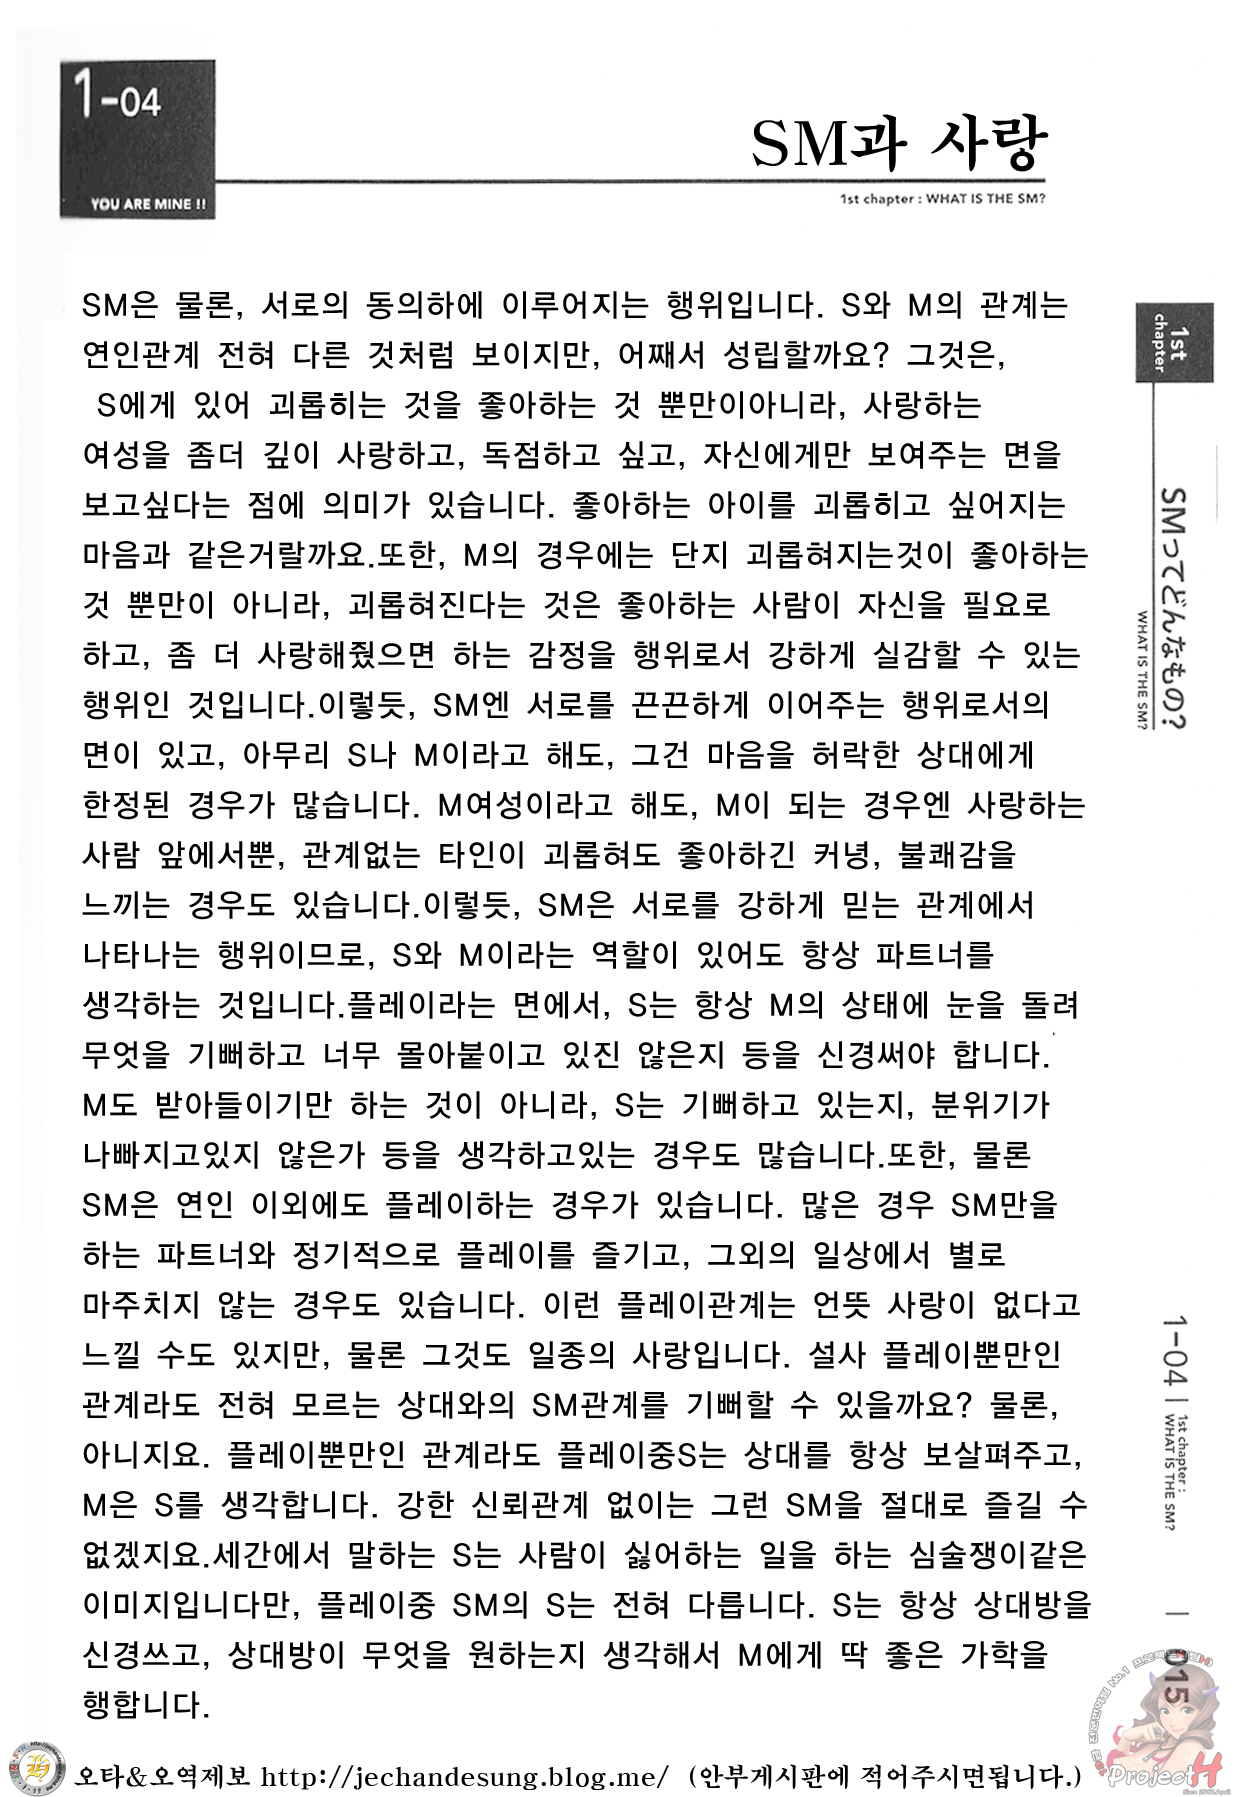 1-04
YOU ARE MINE !!
SM과 사랑
1st chapter : WHAT IS THE SM?
SM은 물론, 서로의 동의하에 이루어지는 행위입니다. S와 M의 관계는
연인관계 전혀 다른 것처럼 보이지만, 어째서 성립할까요? 그것은,
S에게 있어 괴롭히는 것을 좋아하는 것 뿐만이아니라, 사랑하는
여성을 좀더 깊이 사랑하고, 독점하고 싶고, 자신에게만 보여주는 면을
보고싶다는 점에 의미가 있습니다. 좋아하는 아이를 괴롭히고 싶어지는
마음과 같은거랄까요.또한, M의 경우에는 단지 괴롭혀지는것이 좋아하는
것 뿐만이 아니라, 괴롭혀진다는 것은 좋아하는 사람이 자신을 필요로
하고, 좀 더 사랑해줬으면 하는 감정을 행위로서 강하게 실감할 수 있는
행위인 것입니다.이렇듯, SM엔 서로를 끈끈하게 이어주는 행위로서의
면이 있고, 아무리 S나 M이라고 해도, 그건 마음을 허락한 상대에게
한정된 경우가 많습니다. M여성이라고 해도, M이 되는 경우엔 사랑하는
사람 앞에서뿐, 관계없는 타인이 괴롭혀도 좋아하긴 커녕, 불쾌감을
느끼는 경우도 있습니다.이렇듯, SM은 서로를 강하게 믿는 관계에서
나타나는 행위이므로, S와 M이라는 역할이 있어도 항상 파트너를
생각하는 것입니다.플레이라는 면에서, S는 항상 M의 상태에 눈을 돌려
무엇을 기뻐하고 너무 몰아붙이고 있진 않은지 등을 신경써야 합니다.
M도 받아들이기만 하는 것이 아니라, S는 기뻐하고 있는지, 분위기가
나빠지고있지 않은가 등을 생각하고있는 경우도 많습니다.또한, 물론
SM은 연인 이외에도 플레이하는 경우가 있습니다. 많은 경우 SM만을
하는 파트너와 정기적으로 플레이를 즐기고, 그외의 일상에서 별로
마주치지 않는 경우도 있습니다. 이런 플레이관계는 언뜻 사랑이 없다고
느낄 수도 있지만, 물론 그것도 일종의 사랑입니다. 설사 플레이뿐만인
관계라도 전혀 모르는 상대와의 SM관계를 기뻐할 수 있을까요? 물론,
아니지요. 플레이뿐만인 관계라도 플레이중S는 상대를 항상 보살펴주고,
M은 S를 생각합니다. 강한 신뢰관계 없이는 그런 SM을 절대로 즐길 수
없겠지요.세간에서 말하는 S는 사람이 싫어하는 일을 하는 심술쟁이같은
이미지입니다만, 플레이중 SM의 S는 전혀 다릅니다. S는 항상 상대방을
신경쓰고, 상대방이 무엇을 원하는지 생각해서 M에게 딱 좋은 가학을
행합니다.
1st
chapter
SMってどんなもの?
WHAT IS THE SM?
1-04
1st chapter :
WHAT IS THE SM?
015
오타&오역제보 http://jechandesung.blog.me/ (안부게시판에 적어주시면됩니다.)
ProjectH